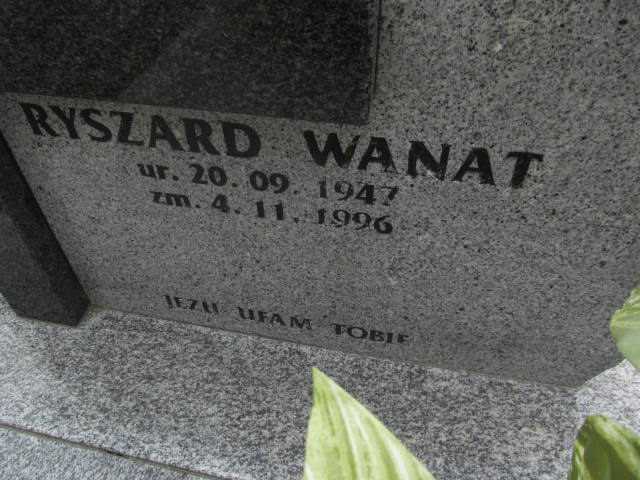 RYSZARD WANAT
ur. 20. 09. 1947
zm. 4. 11. 1996
JEZU UFAM TOBIE